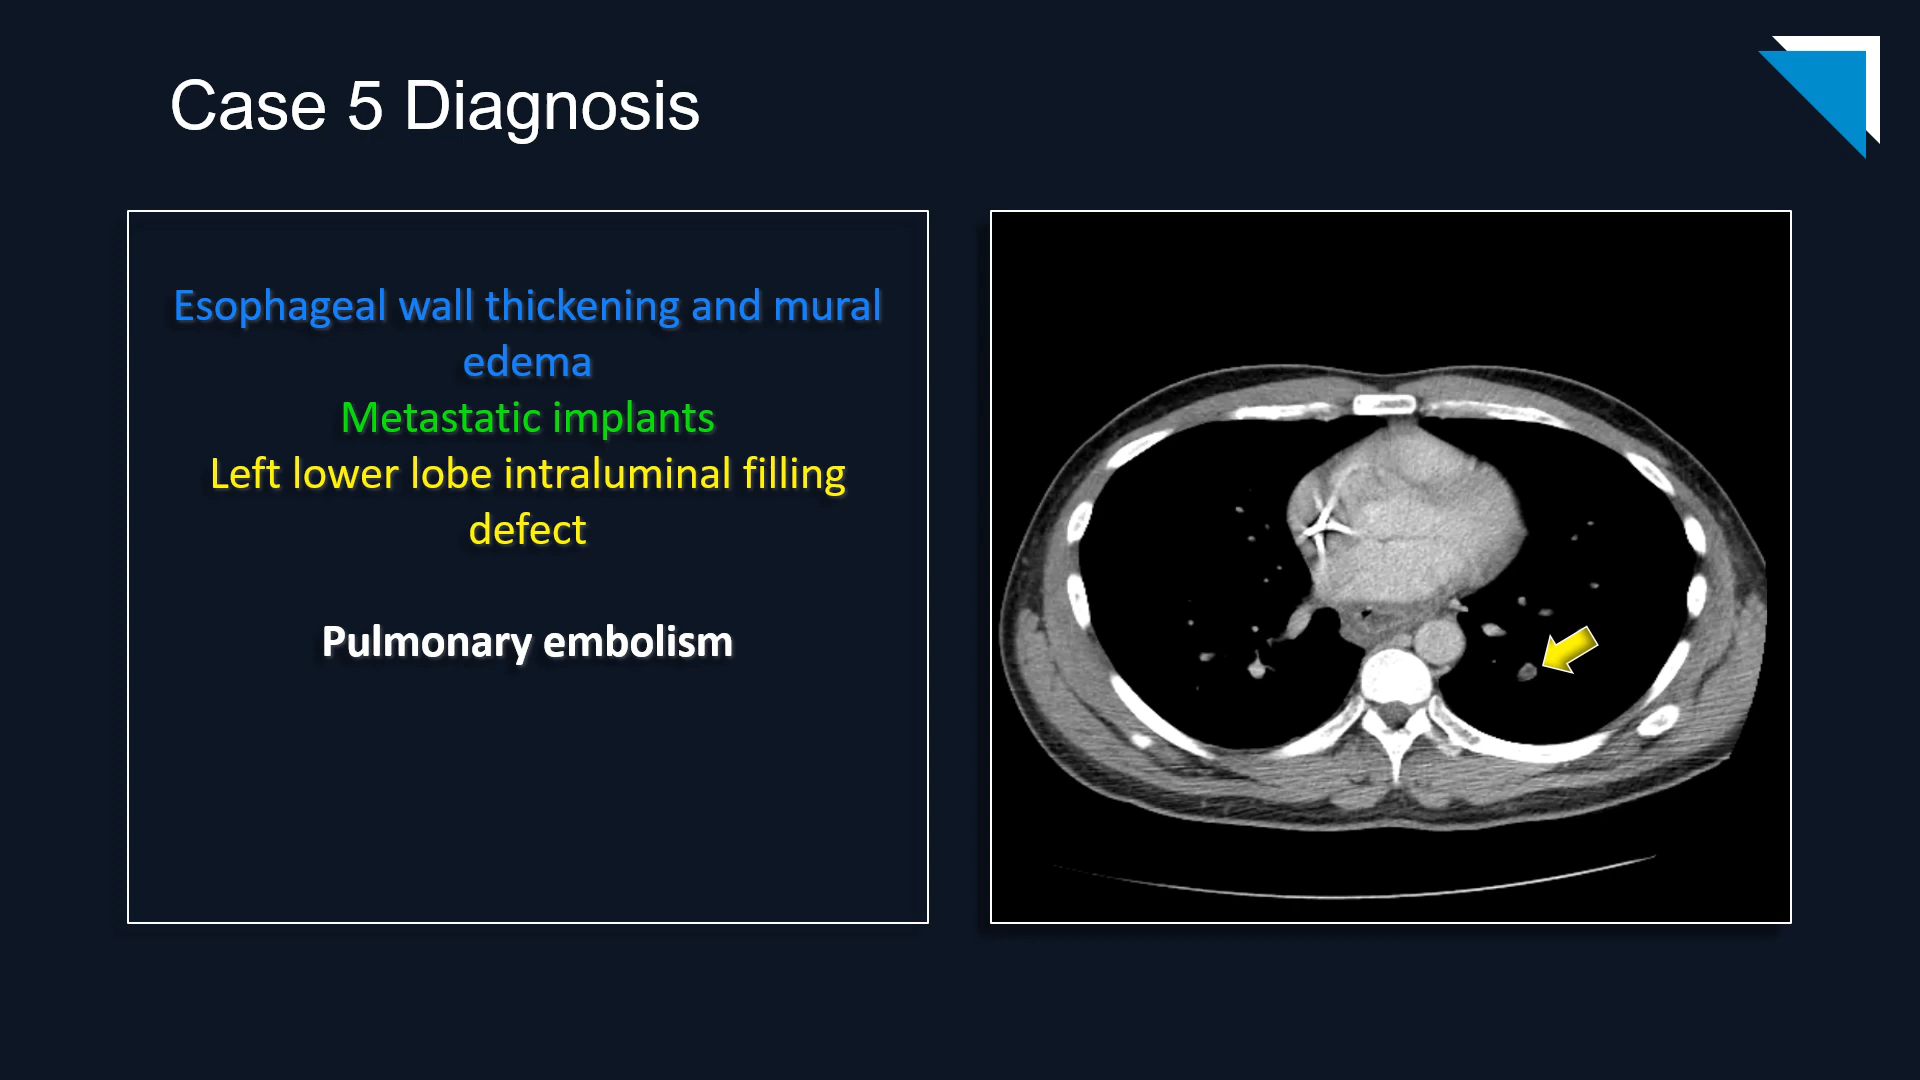 Case 5 Diagnosis
Esophageal wall thickening and mural
edema
Metastatic implants
Left lower lobe intraluminal filling
defect
Pulmonary embolism